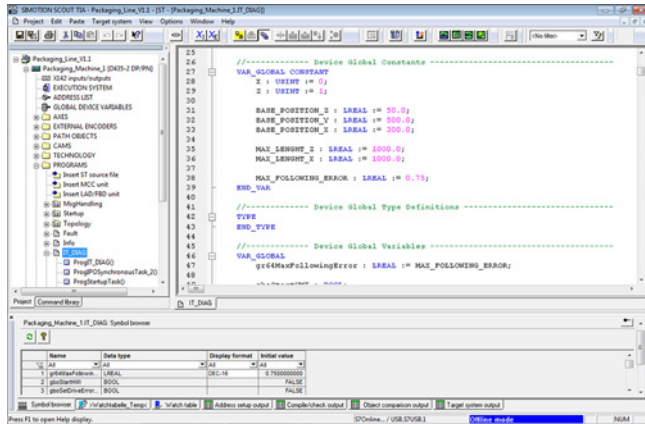 SIMOTION SCOUT TIA - Packaging_Line_V1.1 - [ST - [Packaging_Machine_1.IT_DIAG]]
Project Edit Paste Target system View Options Window Help
[No filter]
Packaging_Line_V1.1
Packaging_Machine_1 [D435-2 DP/PN]
X142 inputs/outputs
EXECUTION SYSTEM
ADDRESS LIST
GLOBAL DEVICE VARIABLES
AXES
EXTERNAL ENCODERS
PATH OBJECTS
CAMS
TECHNOLOGY
PROGRAMS
Insert ST source file
Insert MCC unit
Insert LAD/FBD unit
MsgHandling
Startup
Topology
Fault
Info
IT_DIAG
ProgIT_DIAG()
ProgIPOSynchronousTask_2()
ProgStartupTask()
Project Command library
25
26 //------------- Device Global Constants -------------
27 VAR_GLOBAL CONSTANT
28 X : USINT := 0;
29 Z : USINT := 1;
30
31 BASE_POSITION_Z : LREAL := 50.0;
32 BASE_POSITION_Y : LREAL := 500.0;
33 BASE_POSITION_X : LREAL := 300.0;
34
35 MAX_LENGHT_Z : LREAL := 1000.0;
36 MAX_LENGHT_X : LREAL := 1000.0;
37
38 MAX_FOLLOWING_ERROR : LREAL := 0.75;
39 END_VAR
40
41 //------------- Device Global Type Definitions -------------
42 TYPE
43 END_TYPE
44
45 //------------- Device Global Variables -------------
46 VAR_GLOBAL
47 gr64MaxFollowingError : LREAL := MAX_FOLLOWING_ERROR;
48
IT_DIAG
Packaging_Machine_1.IT_DIAG: Symbol browser
Name Data type Display format Initial value
All All All All
1 gr64MaxFollowin... LREAL DEC-16 0.7500000000
2 gboStartHMI BOOL FALSE
3 gboSetDriveError... BOOL FALSE
Symbol browser Watchtabelle_Tempo Watch table Address setup output Compile/check output Object comparison output Target system output
Press F1 to open Help display. S7Online... / USB.S7USB.1 Offline mode NUM